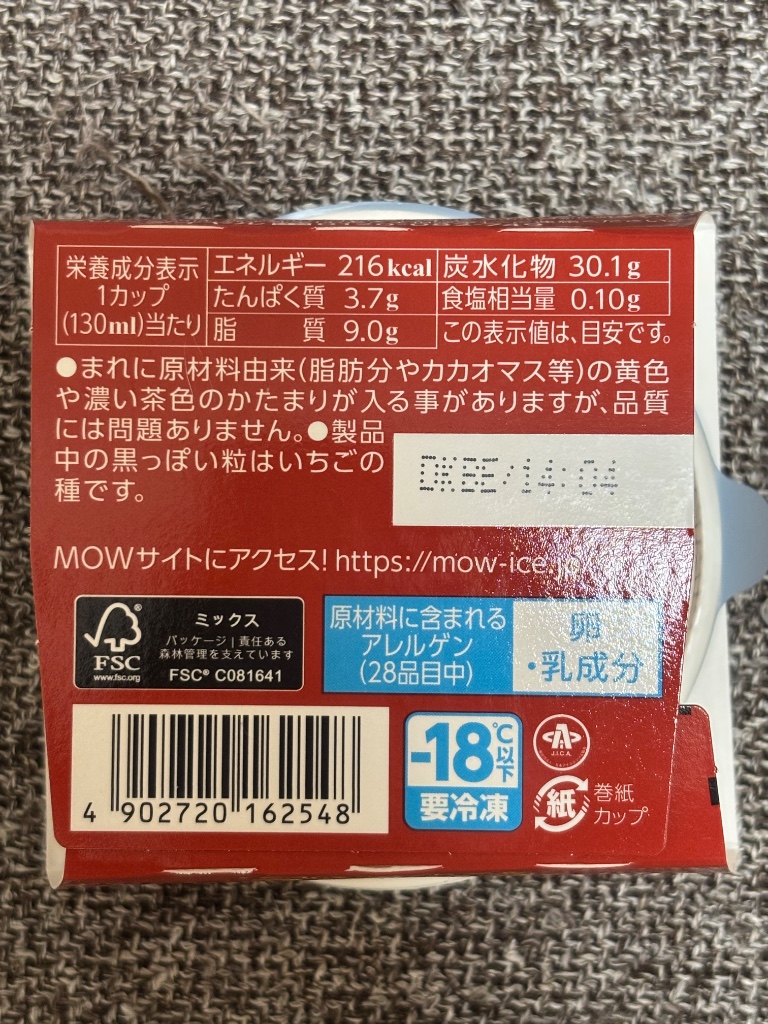 栄養成分表示
1カップ
(130ml)当たり
エネルギー 216kcal
炭水化物 30.1g
たんぱく質 3.7g
食塩相当量 0.10g
脂 質 9.0g
この表示値は、目安です。
●まれに原材料由来(脂肪分やカカオマス等)の黄色
や濃い茶色のかたまりが入る事がありますが、品質
には問題ありません。●製品
中の黒っぽい粒はいちごの
種です。
MOWサイトにアクセス! https://mow-ice.jp
FSC®
www.fsc.org
ミックス
パッケージ | 責任ある
森林管理を支えています
FSC® C081641
原材料に含まれる
アレルゲン
(28品目中)
卵
・乳成分
4 902720 162548
-18℃以下
要冷凍
J.I.C.A.
紙
巻紙
カップ